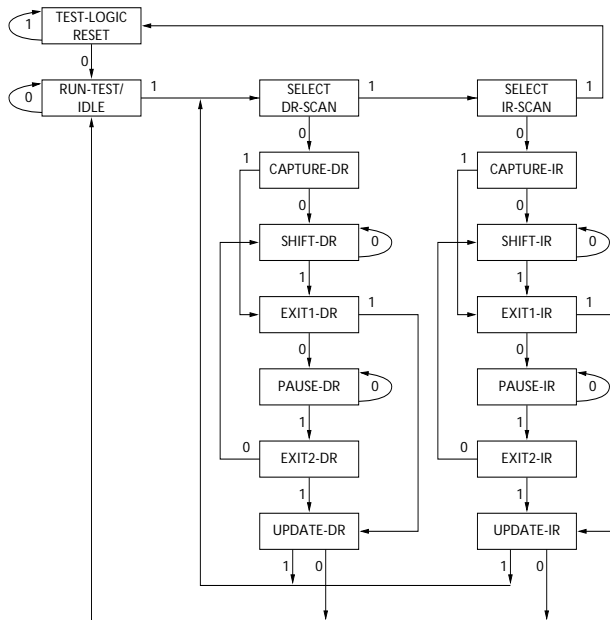 1
TEST-LOGIC
RESET
0
0
RUN-TEST/
IDLE
1
SELECT
DR-SCAN
1
SELECT
IR-SCAN
1
0
0
1
CAPTURE-DR
1
CAPTURE-IR
0
0
SHIFT-DR
0
SHIFT-IR
0
1
1
EXIT1-DR
1
EXIT1-IR
1
0
0
PAUSE-DR
0
PAUSE-IR
0
1
1
0
EXIT2-DR
0
EXIT2-IR
1
1
UPDATE-DR
UPDATE-IR
1
0
1
0